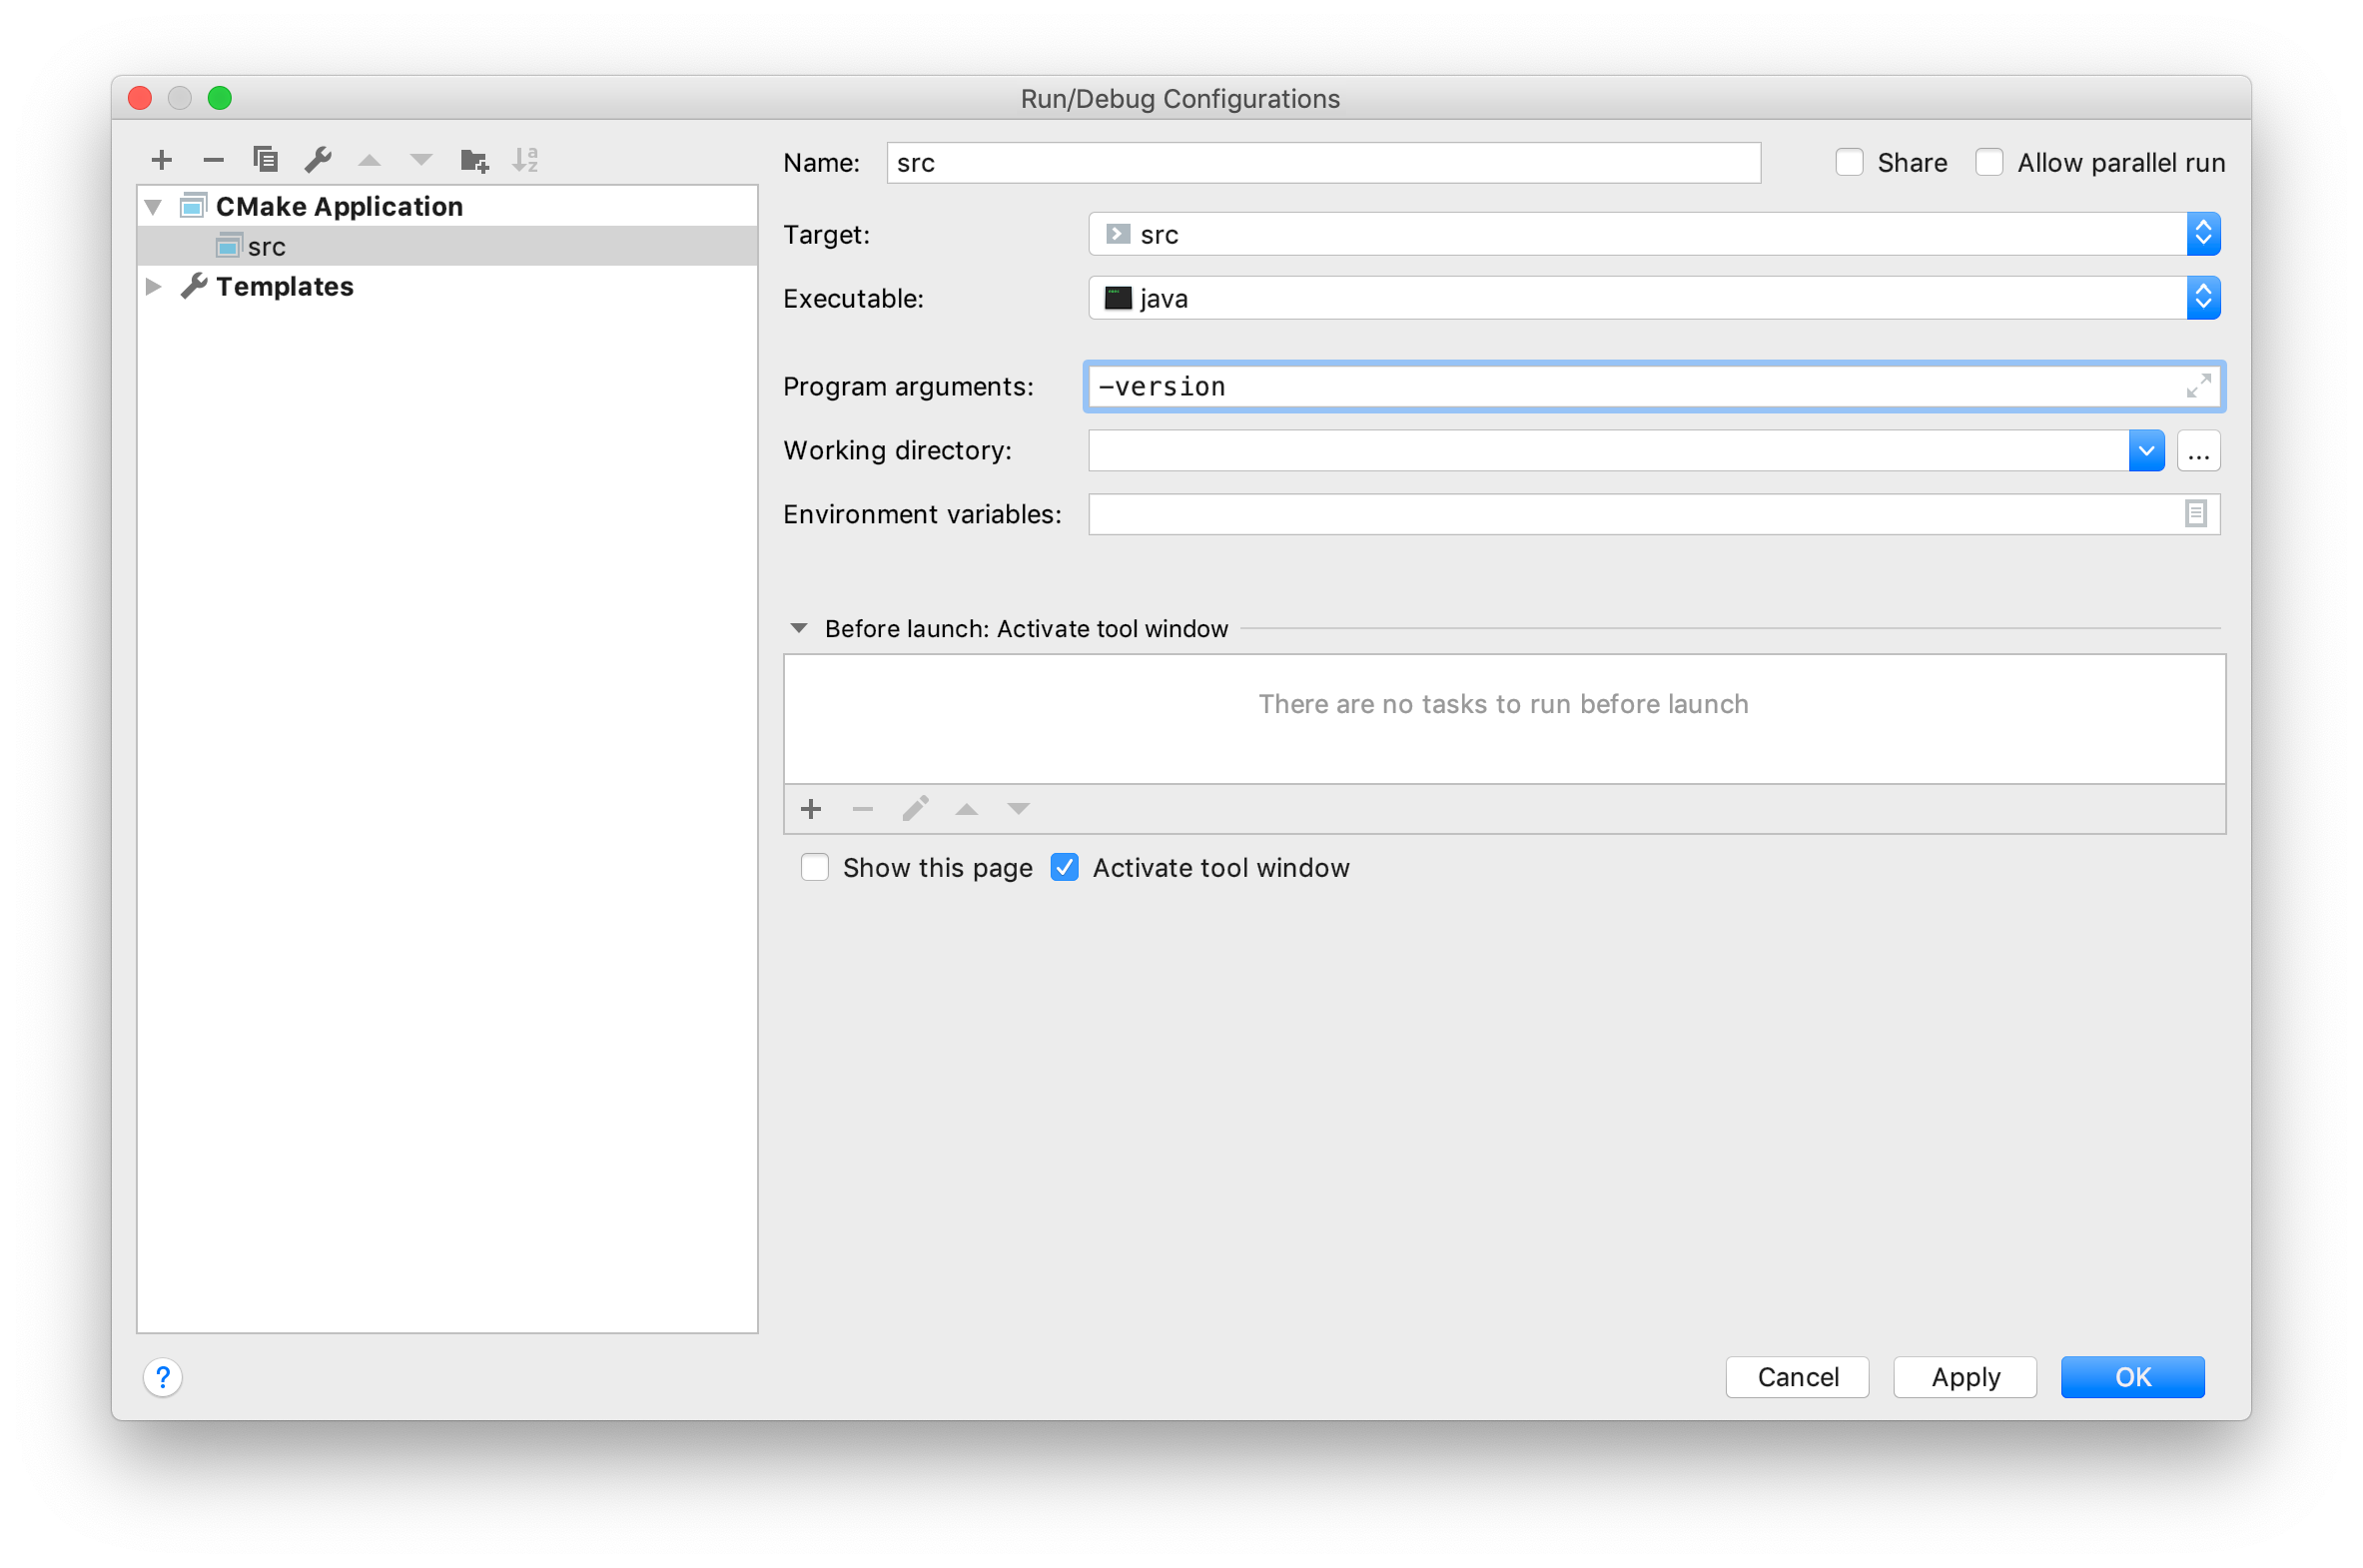 Run/Debug Configurations
CMake Application
src
Templates
Name: src
Share
Allow parallel run
Target: src
Executable: java
Program arguments: -version
Working directory:
...
Environment variables:
Before launch: Activate tool window
There are no tasks to run before launch
Show this page
Activate tool window
?
Cancel
Apply
OK